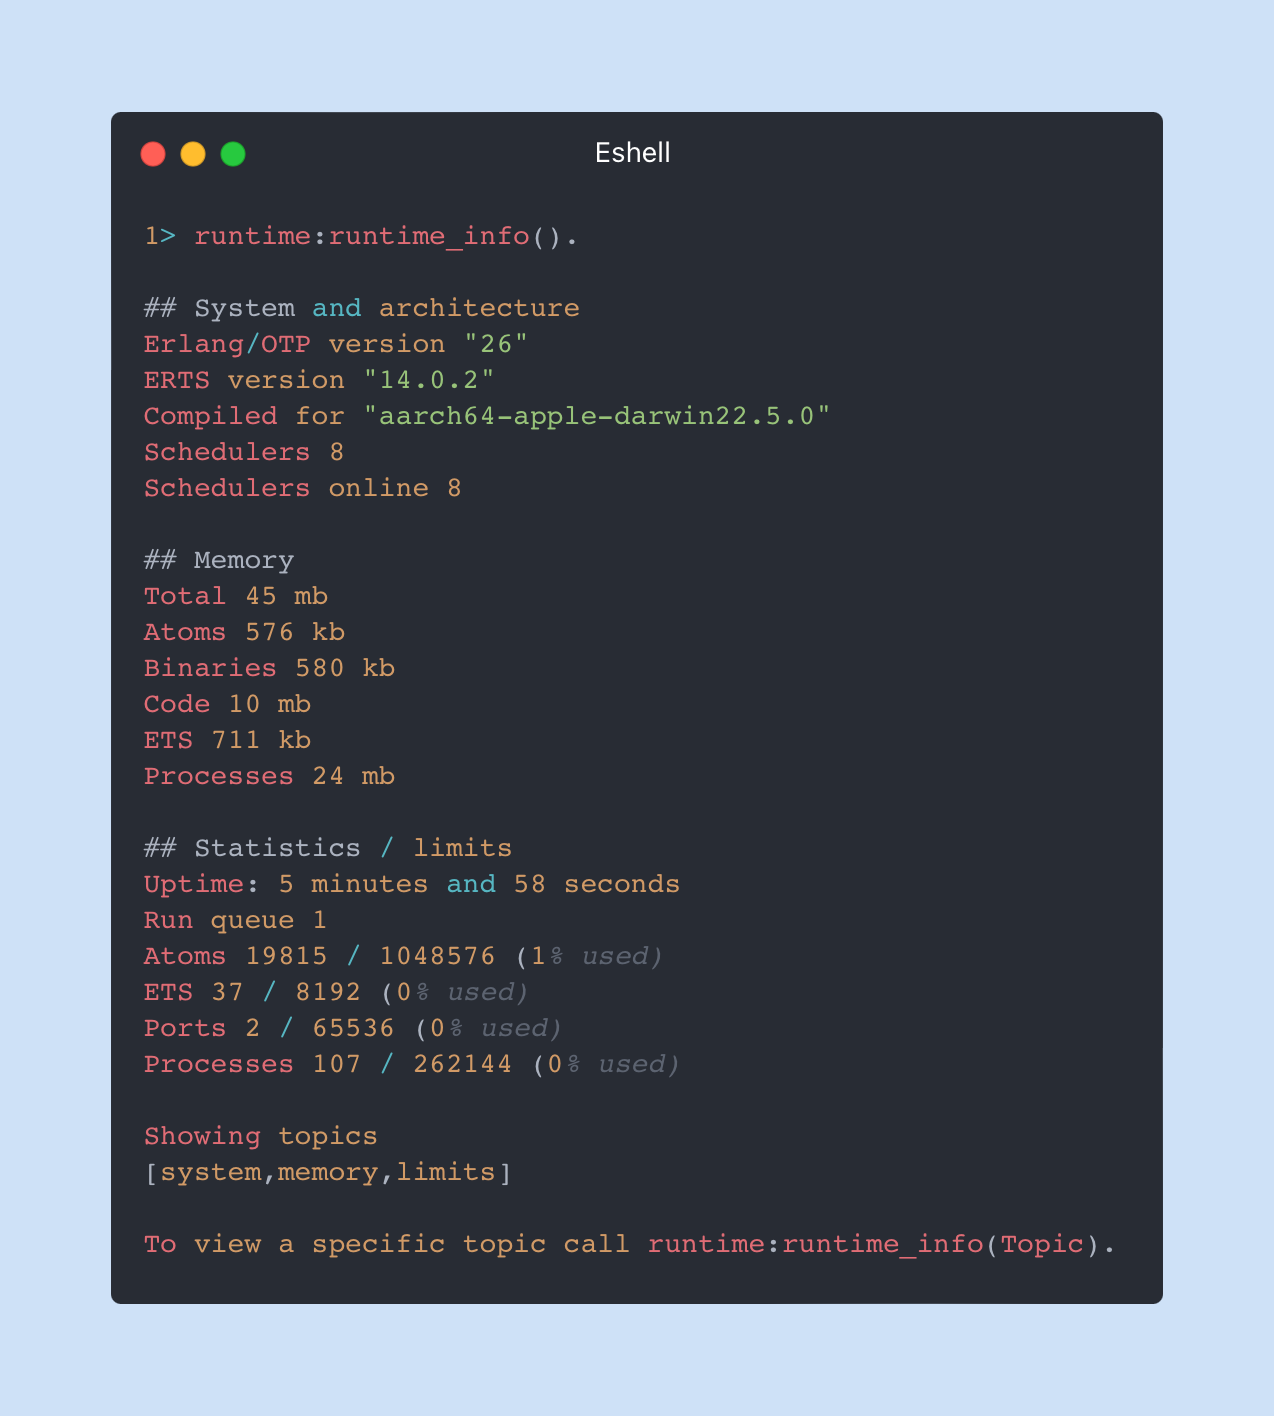 Eshell
1> runtime:runtime_info().
## System and architecture
Erlang/OTP version "26"
ERTS version "14.0.2"
Compiled for "aarch64-apple-darwin22.5.0"
Schedulers 8
Schedulers online 8
## Memory
Total 45 mb
Atoms 576 kb
Binaries 580 kb
Code 10 mb
ETS 711 kb
Processes 24 mb
## Statistics / limits
Uptime: 5 minutes and 58 seconds
Run queue 1
Atoms 19815 / 1048576 (1% used)
ETS 37 / 8192 (0% used)
Ports 2 / 65536 (0% used)
Processes 107 / 262144 (0% used)
Showing topics
[system,memory,limits]
To view a specific topic call runtime:runtime_info(Topic).